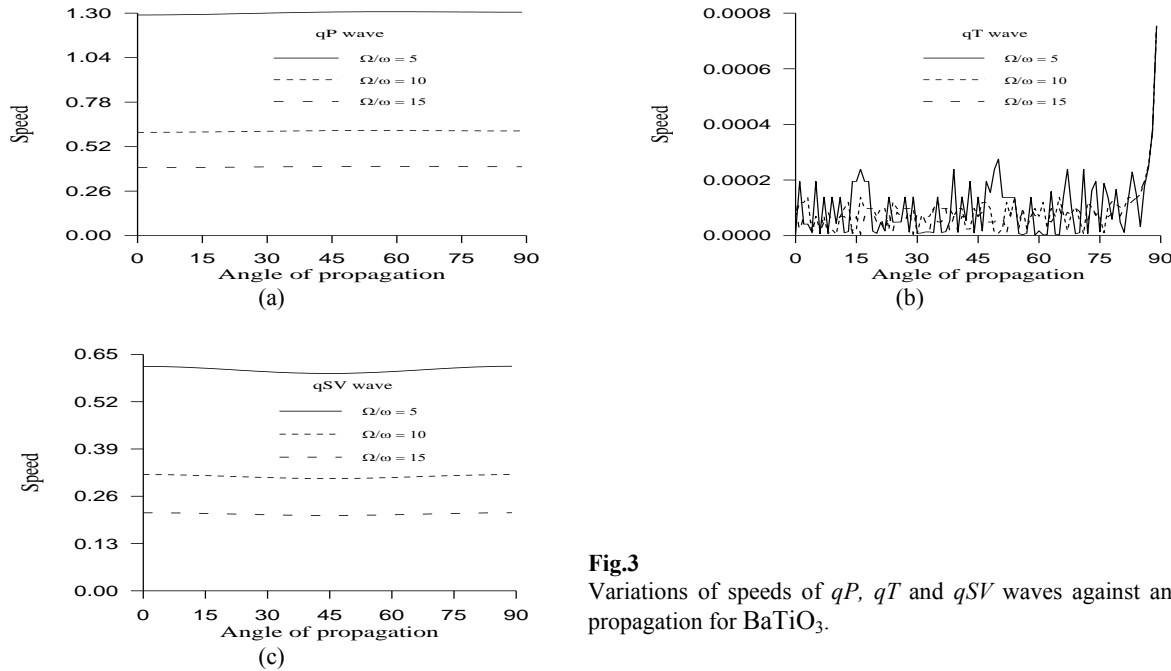 1.30
1.04
0.78
0.52
0.26
0.00
Speed
qP wave
Ω/ω = 5
Ω/ω = 10
Ω/ω = 15
0 15 30 45 60 75 90
Angle of propagation
(a)
0.0008
0.0006
0.0004
0.0002
0.0000
Speed
qT wave
Ω/ω = 5
Ω/ω = 10
Ω/ω = 15
0 15 30 45 60 75 90
Angle of propagation
(b)
0.65
0.52
0.39
0.26
0.13
0.00
Speed
qSV wave
Ω/ω = 5
Ω/ω = 10
Ω/ω = 15
0 15 30 45 60 75 90
Angle of propagation
(c)
Fig.3
Variations of speeds of qP, qT and qSV waves against an
propagation for BaTiO₃.